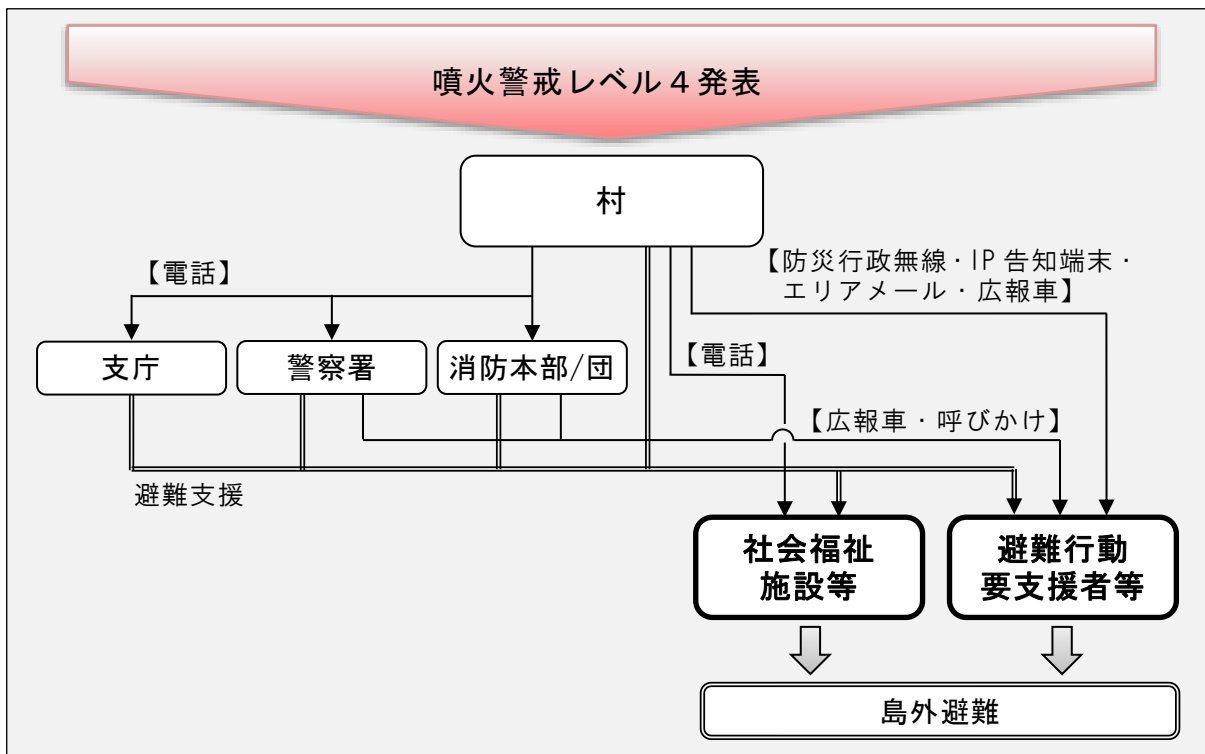 噴火警戒レベル４発表
村
【電話】
【防災行政無線・IP 告知端末・
エリアメール・広報車】
支庁
警察署
消防本部/団
【電話】
【広報車・呼びかけ】
避難支援
社会福祉
施設等
避難行動
要支援者等
島外避難